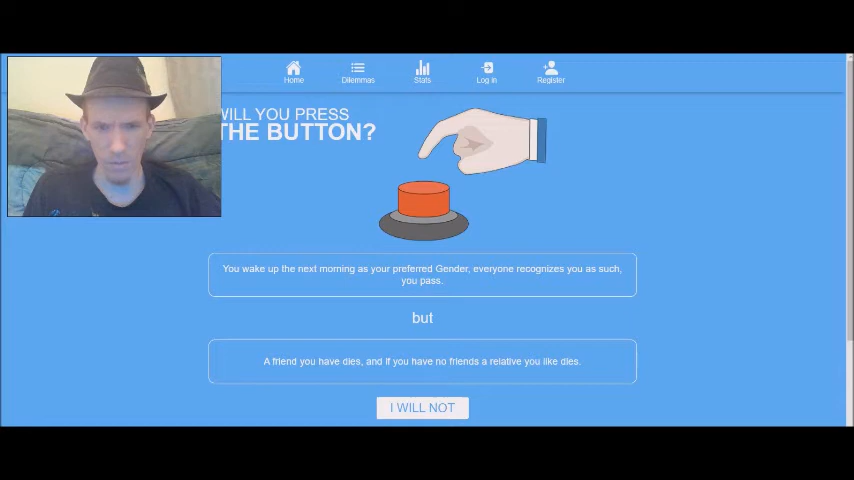 Home Dilemmas Stats Log in Register
WILL YOU PRESS
THE BUTTON?
You wake up the next morning as your preferred Gender, everyone recognizes you as such,
you pass.
but
A friend you have dies, and if you have no friends a relative you like dies.
I WILL NOT